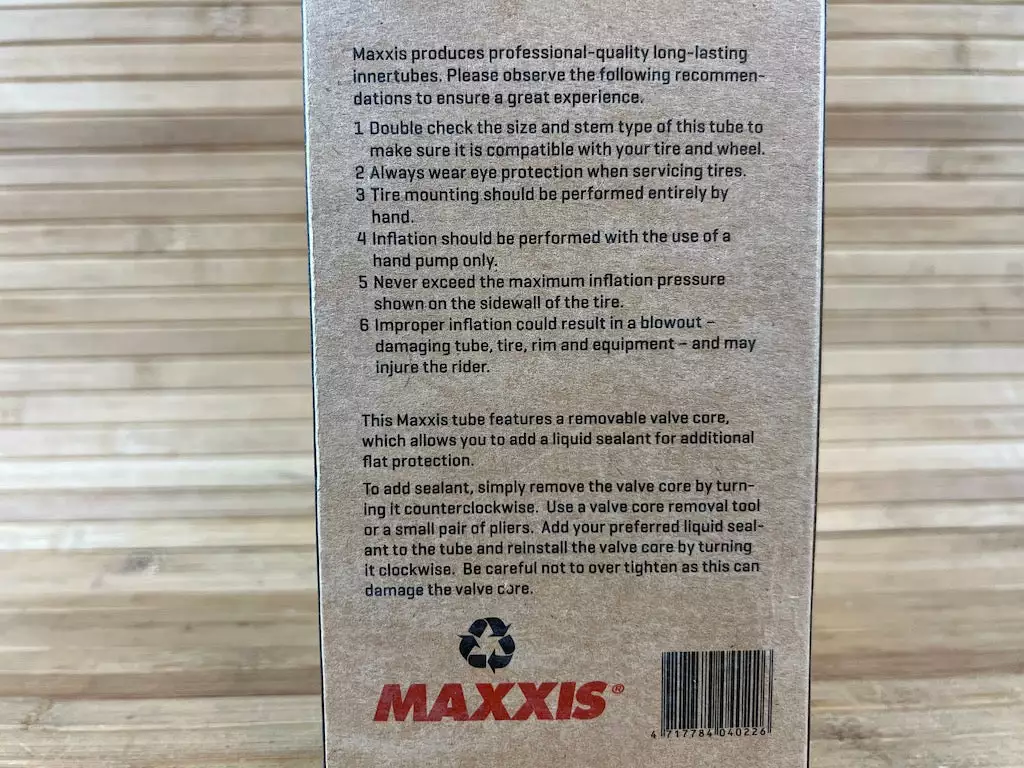 Maxxis produces professional-quality long-lasting
innertubes. Please observe the following recommen-
dations to ensure a great experience.
1 Double check the size and stem type of this tube to
make sure it is compatible with your tire and wheel.
2 Always wear eye protection when servicing tires.
3 Tire mounting should be performed entirely by
hand.
4 Inflation should be performed with the use of a
hand pump only.
5 Never exceed the maximum inflation pressure
shown on the sidewall of the tire.
6 Improper inflation could result in a blowout –
damaging tube, tire, rim and equipment – and may
injure the rider.
This Maxxis tube features a removable valve core,
which allows you to add a liquid sealant for additional
flat protection.
To add sealant, simply remove the valve core by turn-
ing it counterclockwise. Use a valve core removal tool
or a small pair of pliers. Add your preferred liquid seal-
ant to the tube and reinstall the valve core by turning
it clockwise. Be careful not to over tighten as this can
damage the valve core.
MAXXIS®
4 717784 040226